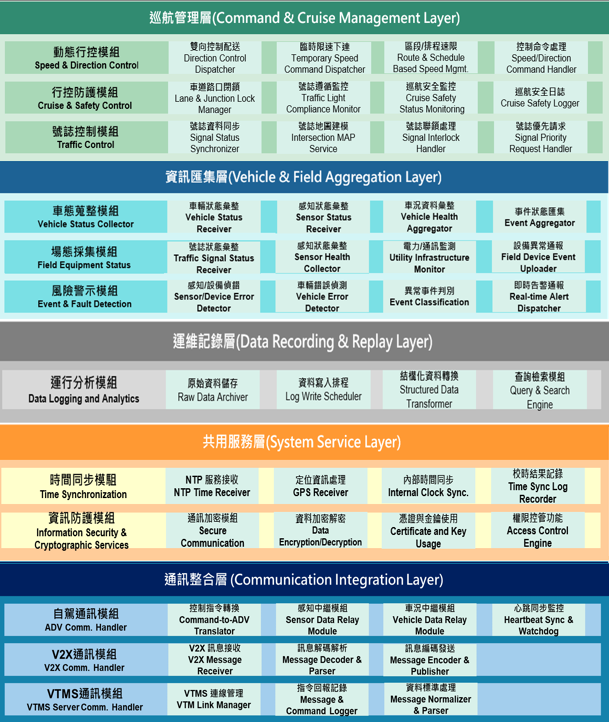 巡航管理層(Command & Cruise Management Layer)
動態行控模組
Speed & Direction Control
雙向控制配送
Direction Control
Dispatcher
臨時限速下達
Temporary Speed
Command Dispatcher
區段/排程速限
Route & Schedule
Based Speed Mgmt.
控制命令處理
Speed/Direction
Command Handler
行控防護模組
Cruise & Safety Control
車道路口閉鎖
Lane & Junction Lock
Manager
號誌遵循監控
Traffic Light
Compliance Monitor
巡航安全監控
Cruise Safety
Status Monitoring
巡航安全日誌
Cruise Safety Logger
號誌控制模組
Traffic Control
號誌資料同步
Signal Status
Synchronizer
號誌地圖建模
Intersection MAP
Service
號誌聯鎖處理
Signal Interlock
Handler
號誌優先請求
Signal Priority
Request Handler
資訊匯集層(Vehicle & Field Aggregation Layer)
車態蒐整模組
Vehicle Status Collector
車輛狀態彙整
Vehicle Status
Receiver
感知狀態彙整
Sensor Status
Receiver
車況資料彙整
Vehicle Health
Aggregator
事件狀態匯集
Event Aggregator
場態採集模組
Field Equipment Status
號誌狀態彙整
Traffic Signal Status
Receiver
感知狀態彙整
Sensor Health
Collector
電力/通訊監測
Utility Infrastructure
Monitor
設備異常通報
Field Device Event
Uploader
風險警示模組
Event & Fault Detection
感知/設備偵錯
Sensor/Device Error
Detector
車輛錯誤偵測
Vehicle Error
Detector
異常事件判別
Event Classification
即時告警通報
Real-time Alert
Dispatcher
運維記錄層(Data Recording & Replay Layer)
運行分析模組
Data Logging and Analytics
原始資料儲存
Raw Data Archiver
資料寫入排程
Log Write Scheduler
結構化資料轉換
Structured Data
Transformer
查詢檢索模組
Query & Search
Engine
共用服務層(System Service Layer)
時間同步模駔
Time Synchronization
NTP 服務接收
NTP Time Receiver
定位資訊處理
GPS Receiver
內部時間同步
Internal Clock Sync.
校時結果記錄
Time Sync Log
Recorder
資訊防護模組
Information Security &
Cryptographic Services
通訊加密模組
Secure
Communication
資料加密解密
Data
Encryption/Decryption
憑證與金鑰使用
Certificate and Key
Usage
權限控管功能
Access Control
Engine
通訊整合層 (Communication Integration Layer)
自駕通訊模組
ADV Comm. Handler
控制指令轉換
Command-to-ADV
Translator
感知中繼模組
Sensor Data Relay
Module
車況中繼模組
Vehicle Data Relay
Module
心跳同步監控
Heartbeat Sync &
Watchdog
V2X通訊模組
V2X Comm. Handler
V2X 訊息接收
V2X Message
Receiver
訊息解碼解析
Message Decoder &
Parser
訊息編碼發送
Message Encoder &
Publisher
VTMS通訊模組
VTMS Server Comm. Handler
VTMS 連線管理
VTM Link Manager
指令回報記錄
Message &
Command Logger
資料標準處理
Message Normalizer
& Parser